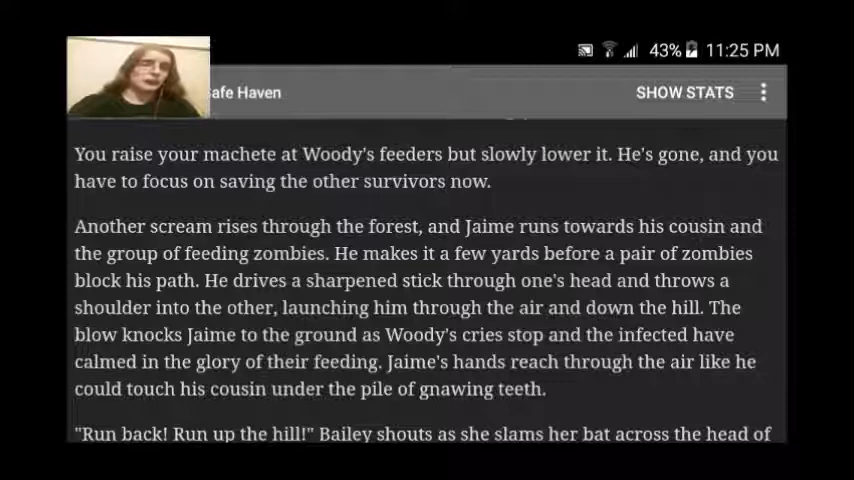 43% 11:25 PM
afe Haven SHOW STATS
You raise your machete at Woody's feeders but slowly lower it. He's gone, and you
have to focus on saving the other survivors now.
Another scream rises through the forest, and Jaime runs towards his cousin and
the group of feeding zombies. He makes it a few yards before a pair of zombies
block his path. He drives a sharpened stick through one's head and throws a
shoulder into the other, launching him through the air and down the hill. The
blow knocks Jaime to the ground as Woody's cries stop and the infected have
calmed in the glory of their feeding. Jaime's hands reach through the air like he
could touch his cousin under the pile of gnawing teeth.
"Run back! Run up the hill!" Bailey shouts as she slams her bat across the head of